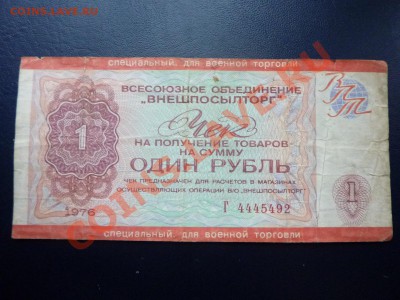 специальный, для военной торговли
ВСЕСОЮЗНОЕ ОБЪЕДИНЕНИЕ
"ВНЕШПОСЫЛТОРГ"
ВПТ
Чек
1
НА ПОЛУЧЕНИЕ ТОВАРОВ
НА СУММУ
ОДИН РУБЛЬ
ЧЕК ПРЕДНАЗНАЧЕН ДЛЯ РАСЧЕТОВ В МАГАЗИНАХ
ОСУЩЕСТВЛЯЮЩИХ ОПЕРАЦИИ В/О „ВНЕШПОСЫЛТОРГ"
1
1976
Г 4445492
специальный для военной торговли